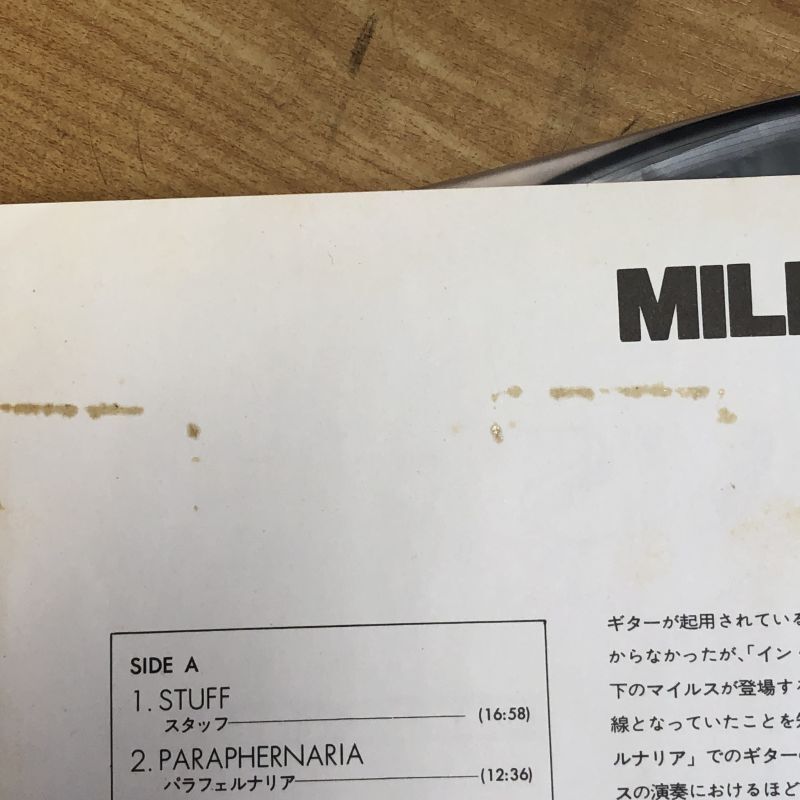 MIL
SIDE A
1. STUFF
スタッフ (16:58)
2. PARAPHERNARIA
パラフェルナリア (12:36)
ギターが起用されている
からなかったが、「イン・
下のマイルスが登場する
線となっていたことを
ルナリア」でのギターの
スの演奏におけるほど